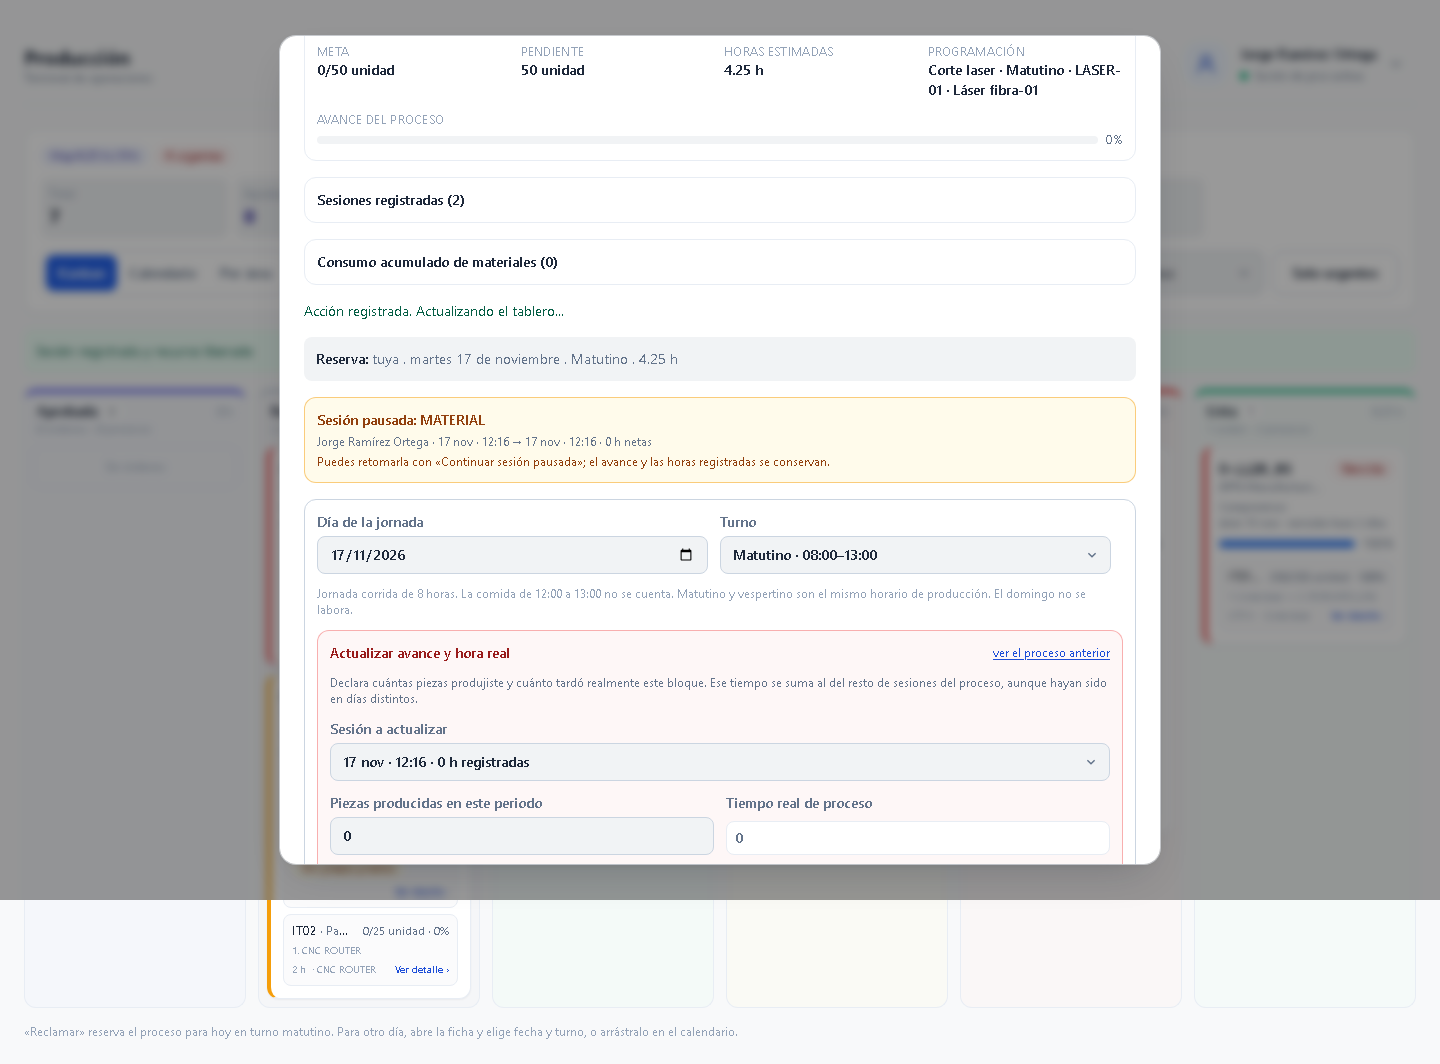 Producción
META
PENDIENTE
HORAS ESTIMADAS
PROGRAMACIÓN
0/50 unidad
50 unidad
4.25 h
Corte laser · Matutino · LASER-
01 · Láser fibra-01
AVANCE DEL PROCESO
0%
Sesiones registradas (2)
Consumo acumulado de materiales (0)
Acción registrada. Actualizando el tablero...
Reserva: tuya . martes 17 de noviembre . Matutino . 4.25 h
Sesión pausada: MATERIAL
Jorge Ramírez Ortega · 17 nov · 12:16 → 17 nov · 12:16 · 0 h netas
Puedes retomarla con «Continuar sesión pausada»; el avance y las horas registradas se conservan.
Día de la jornada
Turno
17/11/2026
Matutino · 08:00–13:00
Jornada corrida de 8 horas. La comida de 12:00 a 13:00 no se cuenta. Matutino y vespertino son el mismo horario de producción. El domingo no se
labora.
Actualizar avance y hora real
ver el proceso anterior
Declara cuántas piezas produjiste y cuánto tardó realmente este bloque. Ese tiempo se suma al del resto de sesiones del proceso, aunque hayan sido
en días distintos.
Sesión a actualizar
17 nov · 12:16 · 0 h registradas
Piezas producidas en este periodo
Tiempo real de proceso
0
0
IT02 · Pa...
0/25 unidad · 0%
1. CNC ROUTER
2 h · CNC ROUTER
Ver detalle ›
«Reclamar» reserva el proceso para hoy en turno matutino. Para otro día, abre la ficha y elige fecha y turno, o arrástralo en el calendario.